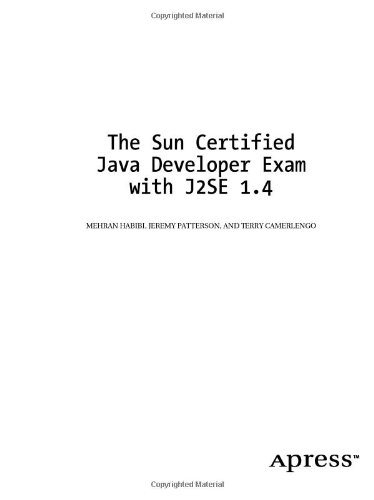 Copyrighted Material
The Sun Certified
Java Developer Exam
with J2SE 1.4
MEHRAN HABIBI, JEREMY PATTERSON, AND TERRY CAMERLENGO
Apress™
Copyrighted Material